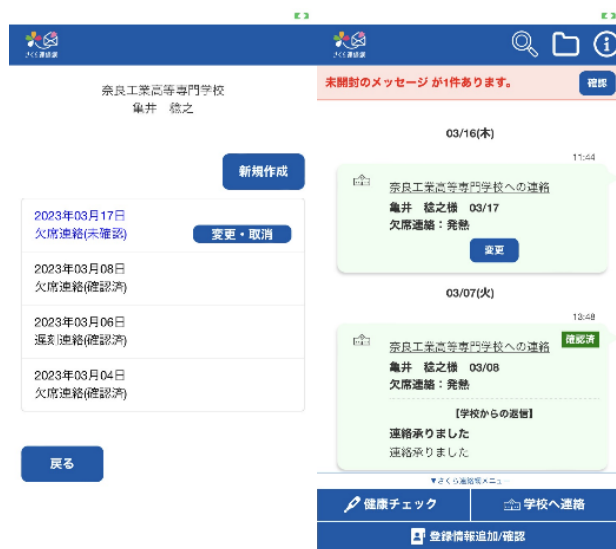 さくら連絡網
奈良工業高等専門学校
亀井 稔之
新規作成
2023年03月17日
欠席連絡(未確認)
変更・取消
2023年03月08日
欠席連絡(確認済)
2023年03月06日
遅刻連絡(確認済)
2023年03月04日
欠席連絡(確認済)
戻る
さくら連絡網
未開封のメッセージ が1件あります。
確認
03/16(木)
11:44
奈良工業高等専門学校への連絡
亀井 稔之様 03/17
欠席連絡：発熱
変更
03/07(火)
13:48
確認済
奈良工業高等専門学校への連絡
亀井 稔之様 03/08
欠席連絡：発熱
【学校からの返信】
連絡承りました
連絡承りました
▼さくら連絡網メニュー
健康チェック
学校へ連絡
登録情報追加/確認